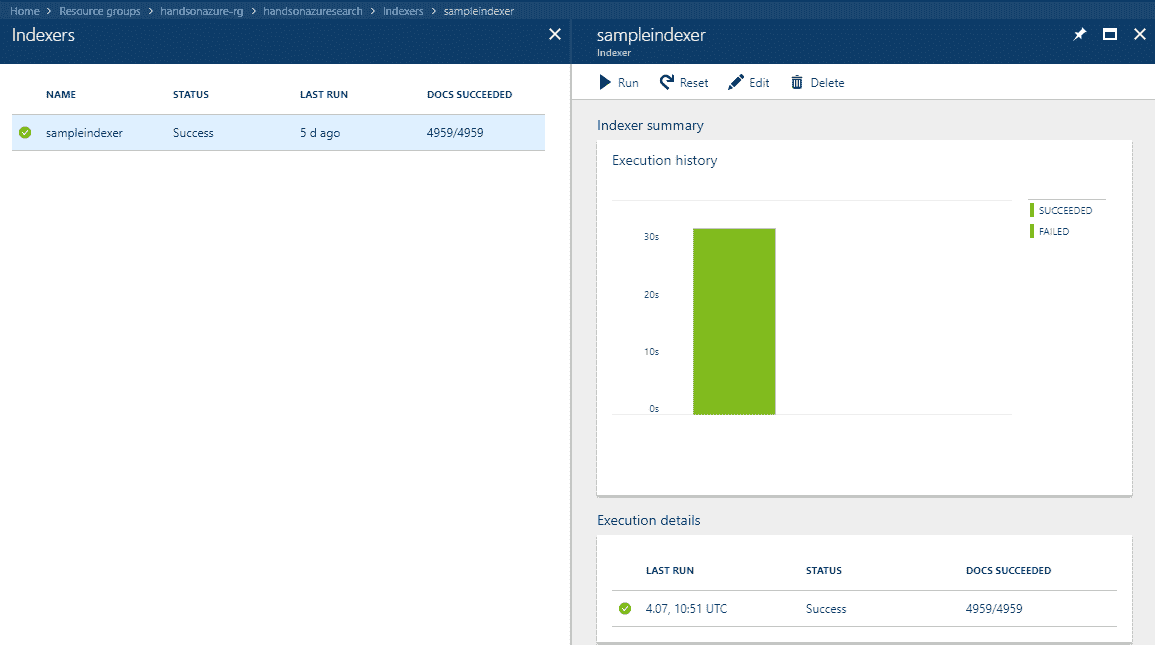 Home > Resource groups > handsonazure-rg > handsonazuresearch > Indexers > sampleindexer
Indexers
NAME STATUS LAST RUN DOCS SUCCEEDED
sampleindexer Success 5 d ago 4959/4959
sampleindexer
Indexer
Run Reset Edit Delete
Indexer summary
Execution history
30s
20s
10s
0s
SUCCEEDED
FAILED
Execution details
LAST RUN STATUS DOCS SUCCEEDED
4.07, 10:51 UTC Success 4959/4959